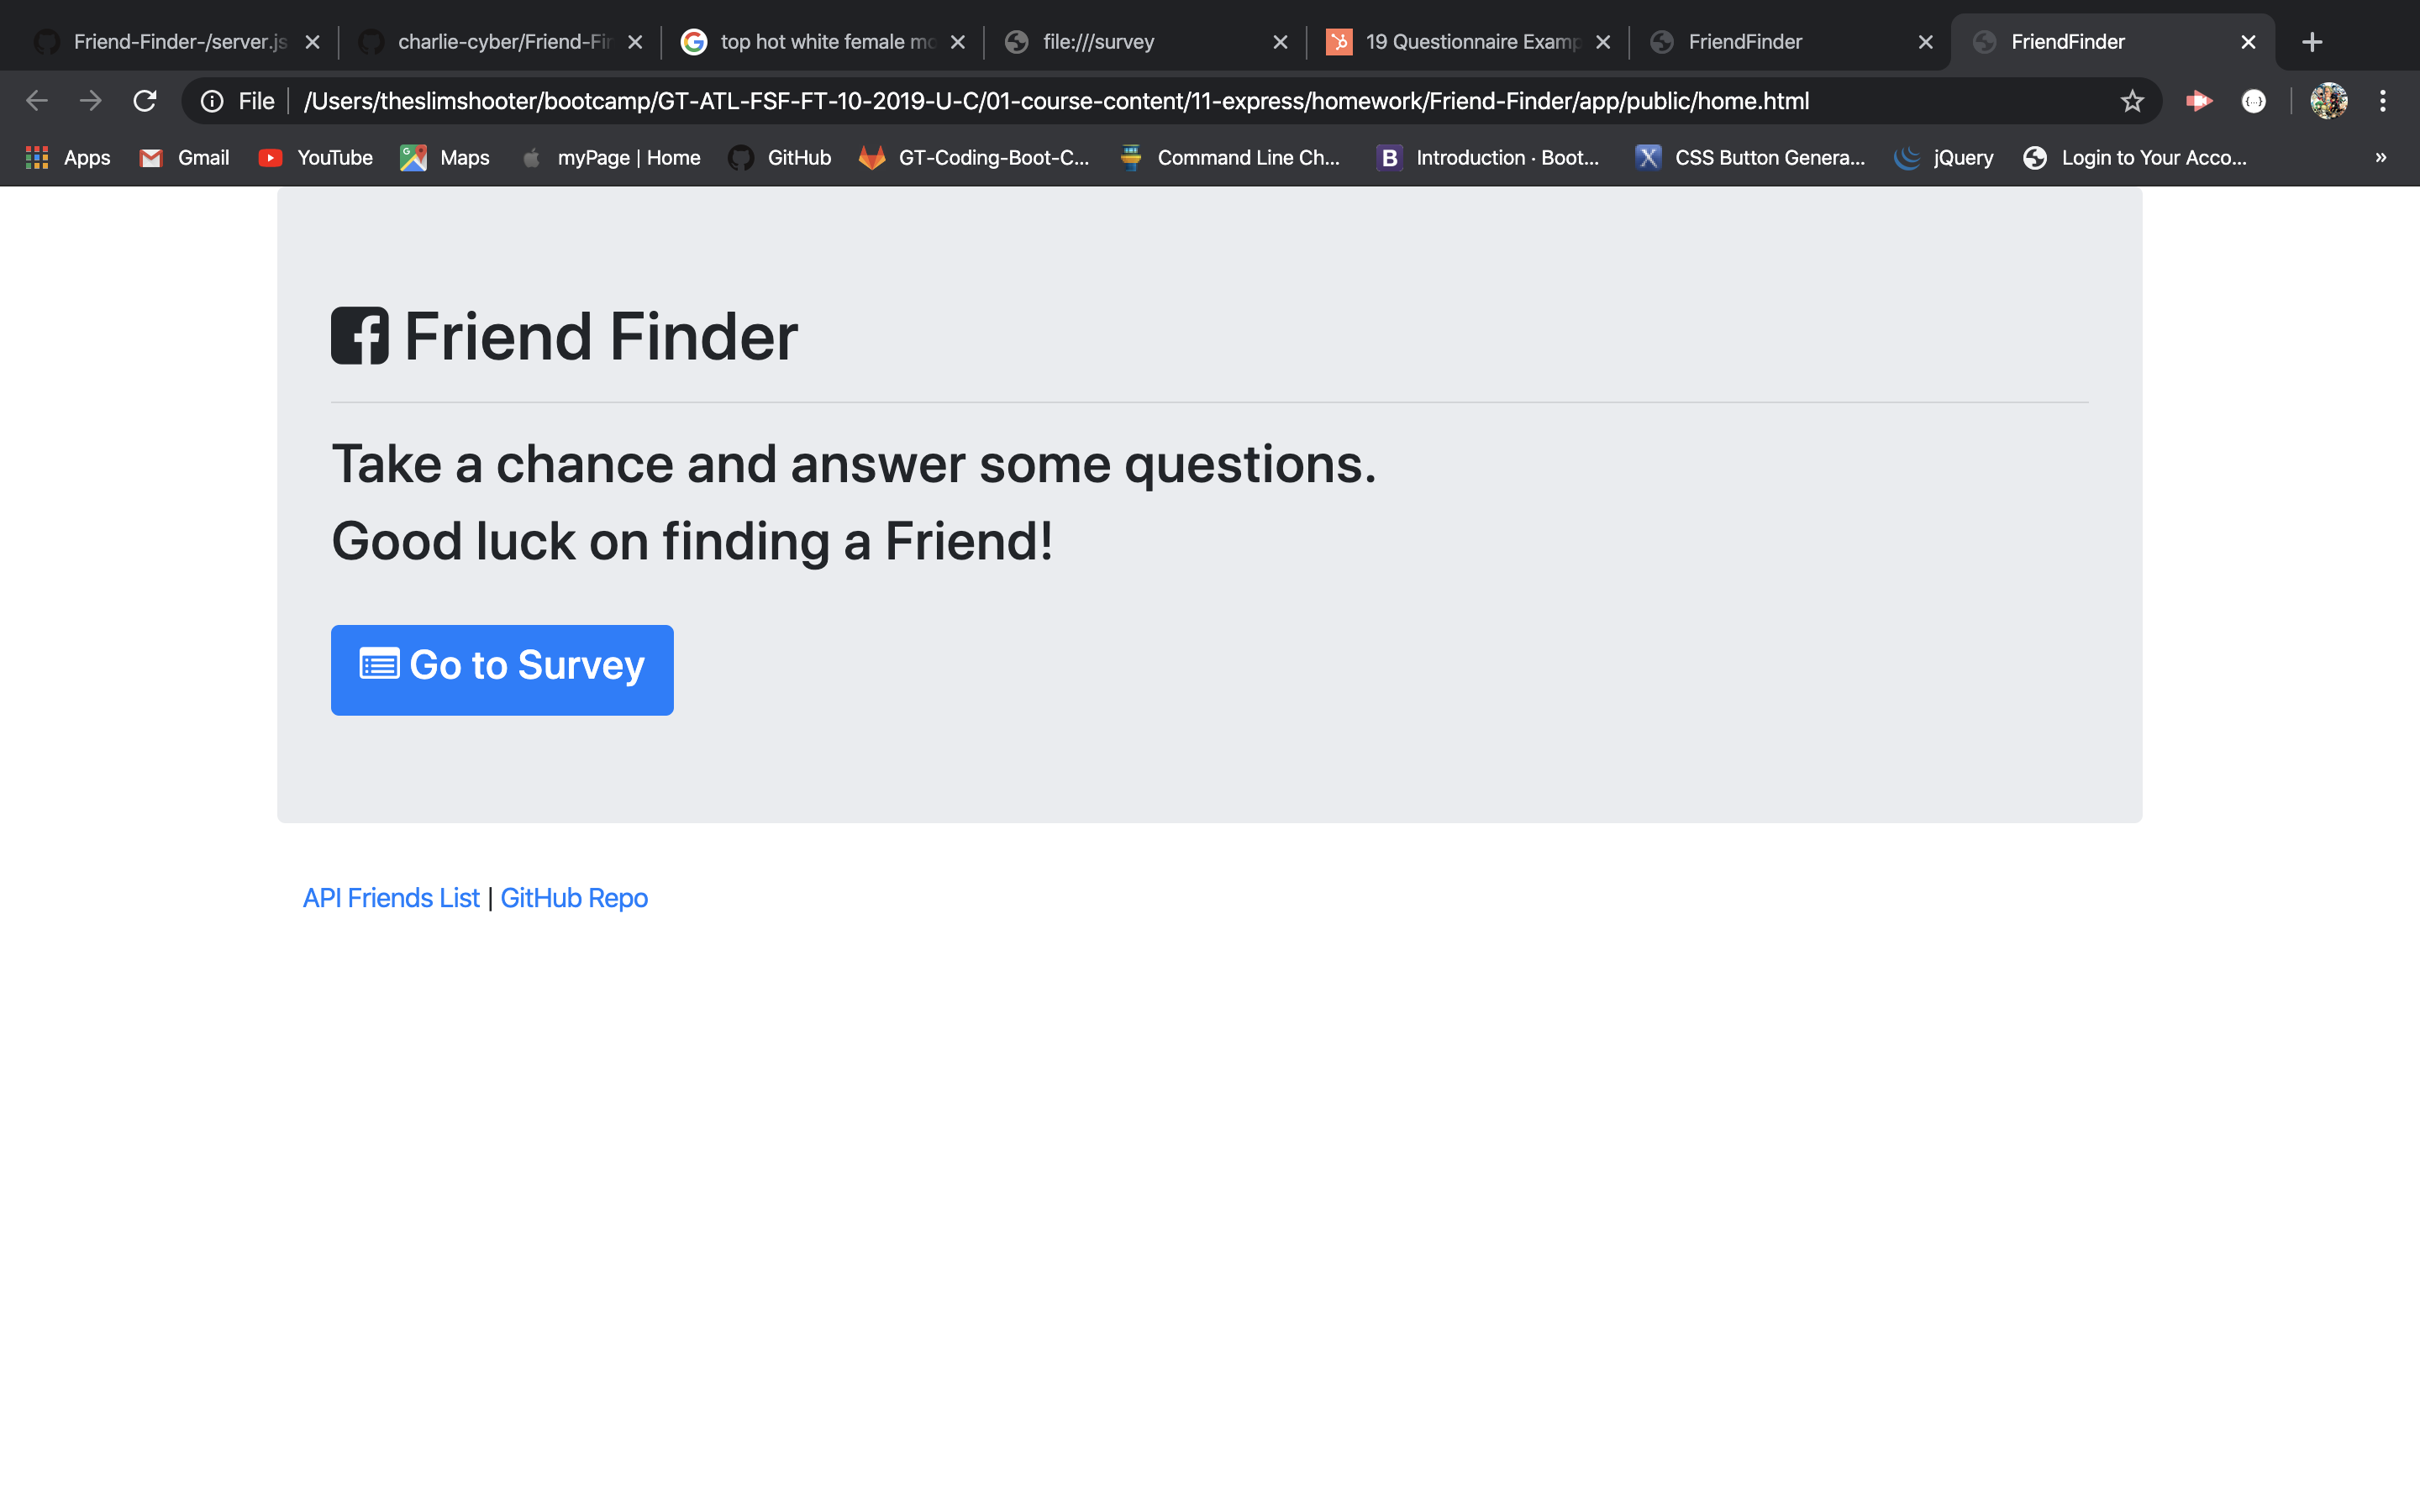 Friend-Finder-/server.js
charlie-cyber/Friend-Fin
top hot white female mo
file:///survey
19 Questionnaire Examp
FriendFinder
FriendFinder
File /Users/theslimshooter/bootcamp/GT-ATL-FSF-FT-10-2019-U-C/01-course-content/11-express/homework/Friend-Finder/app/public/home.html
Apps Gmail YouTube Maps myPage | Home GitHub GT-Coding-Boot-C... Command Line Ch... Introduction · Boot... CSS Button Genera... jQuery Login to Your Acco... »
Friend Finder
Take a chance and answer some questions.
Good luck on finding a Friend!
Go to Survey
API Friends List | GitHub Repo